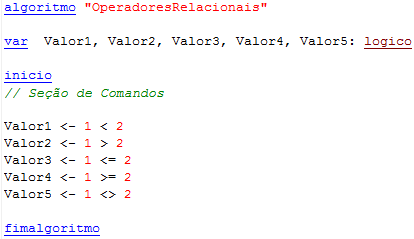 algoritmo "OperadoresRelacionais"
var  Valor1, Valor2, Valor3, Valor4, Valor5: logico
inicio
// Seção de Comandos
Valor1 <- 1 < 2
Valor2 <- 1 > 2
Valor3 <- 1 <= 2
Valor4 <- 1 >= 2
Valor5 <- 1 <> 2
fimalgoritmo